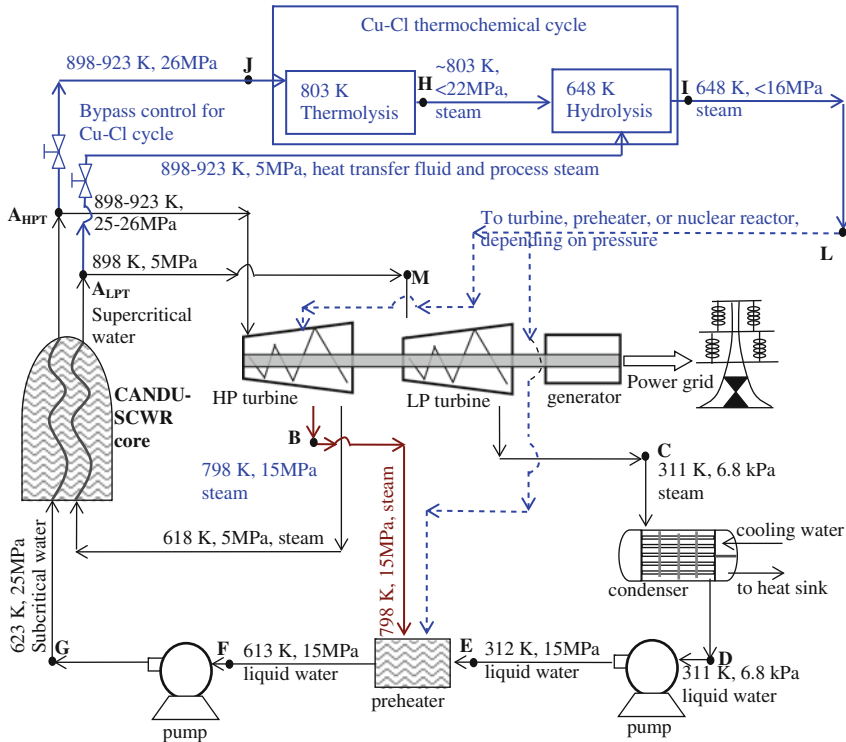 Cu-Cl thermochemical cycle
898-923 K, 26MPa
J
803 K
Thermolysis
H
~803 K,
<22MPa,
steam
648 K
Hydrolysis
I
648 K, <16MPa
steam
Bypass control for
Cu-Cl cycle
898-923 K, 5MPa, heat transfer fluid and process steam
A_HPT
898-923 K,
25-26MPa
To turbine, preheater, or nuclear reactor,
depending on pressure
L
898 K, 5MPa
M
A_LPT
Supercritical
water
CANDU-
SCWR
core
HP turbine
LP turbine
generator
Power grid
B
798 K, 15MPa
steam
798 K, 15MPa, steam
C
311 K, 6.8 kPa
steam
618 K, 5MPa, steam
cooling water
condenser
to heat sink
623 K, 25MPa
Subcritical water
G
F
613 K, 15MPa
liquid water
preheater
E
312 K, 15MPa
liquid water
D
311 K, 6.8 kPa
liquid water
pump
pump